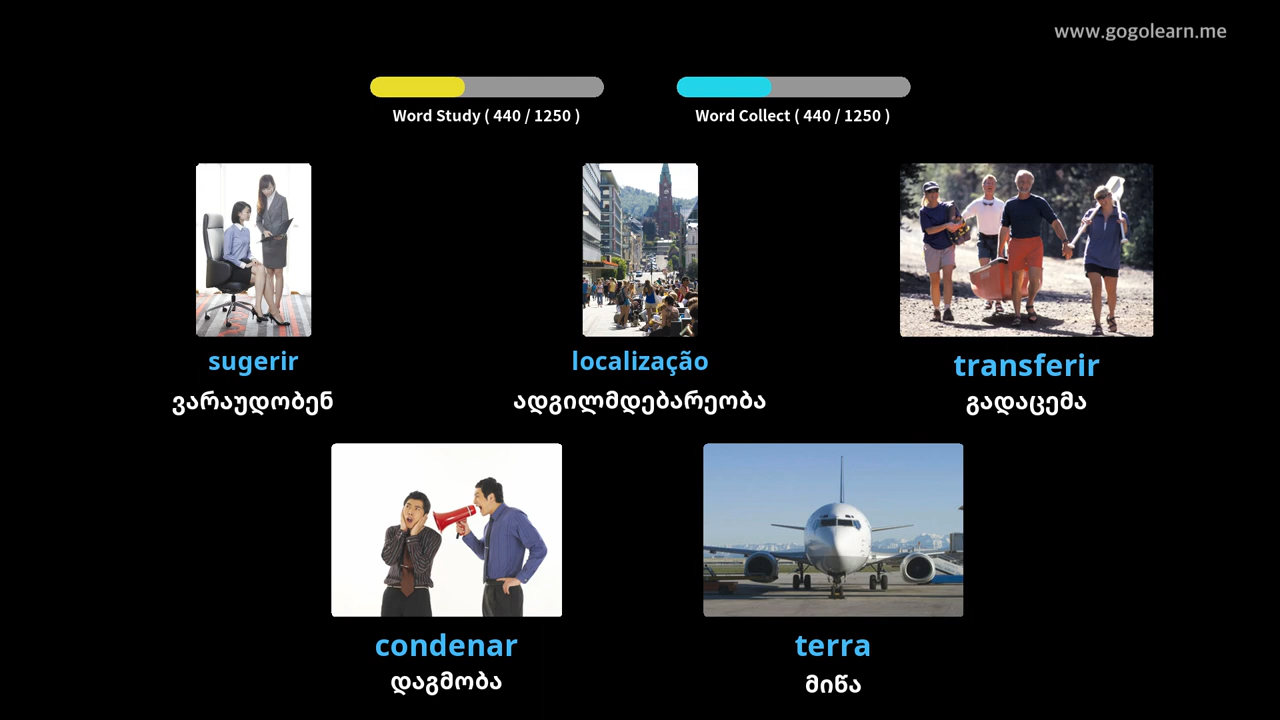 www.gogolearn.me
Word Study ( 440 / 1250 )
Word Collect ( 440 / 1250 )
sugerir
ვარაუდობენ
localização
ადგილმდებარეობა
transferir
გადაცემა
condenar
დაგმობა
terra
მიწა